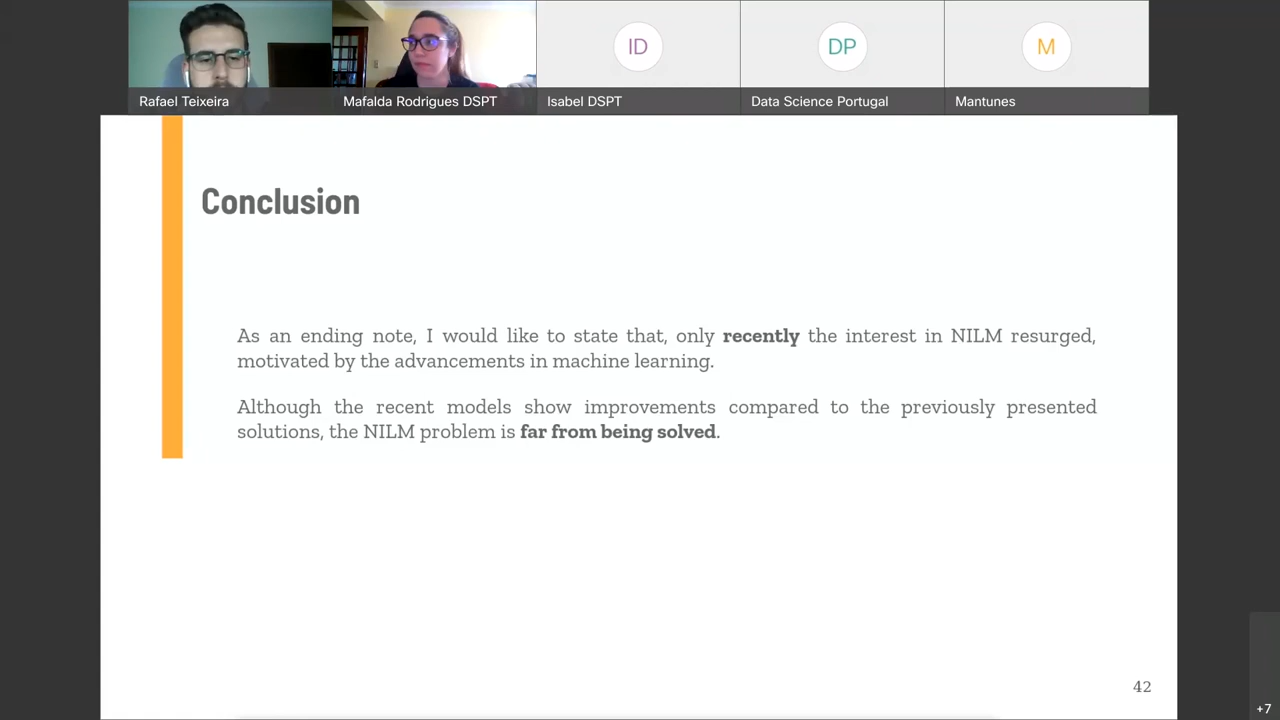 ID
DP
M
Rafael Teixeira
Mafalda Rodrigues DSPT
Isabel DSPT
Data Science Portugal
Mantunes
Conclusion
As an ending note, I would like to state that, only recently the interest in NILM resurged,
motivated by the advancements in machine learning.
Although the recent models show improvements compared to the previously presented
solutions, the NILM problem is far from being solved.
42
+7